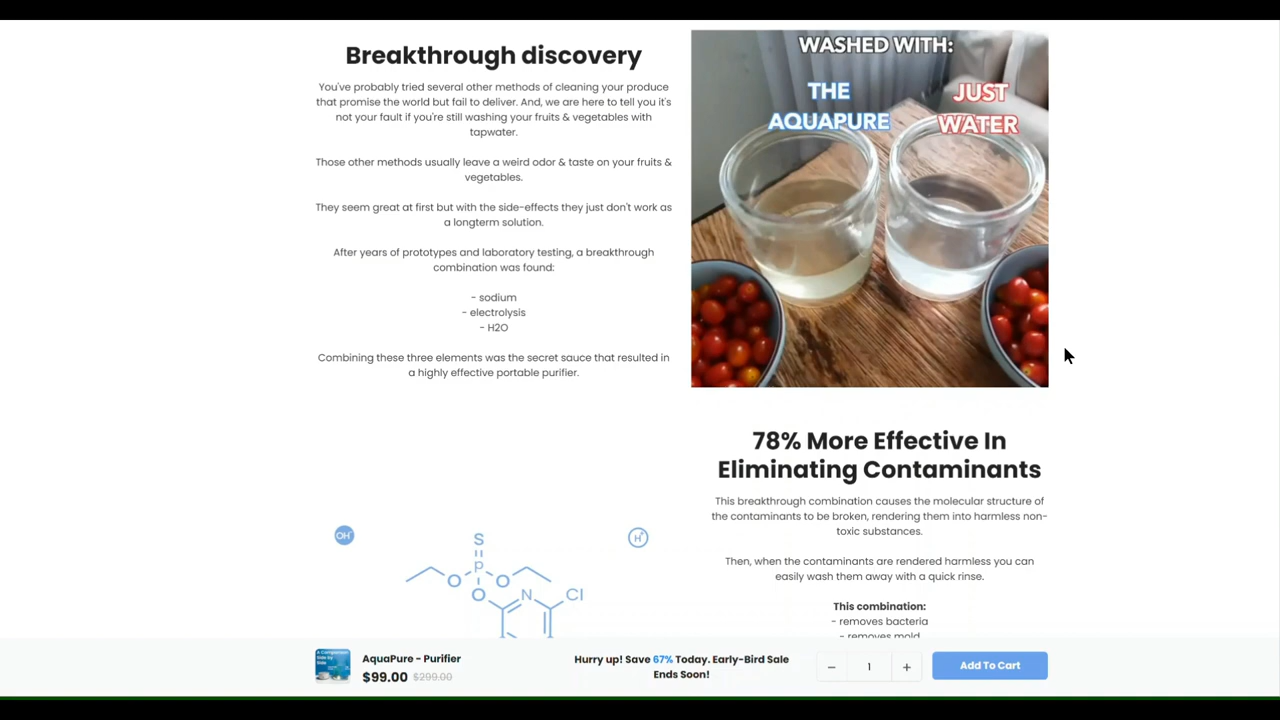 Breakthrough discovery
You've probably tried several other methods of cleaning your produce
that promise the world but fail to deliver. And, we are here to tell you it's
not your fault if you're still washing your fruits & vegetables with
tapwater.
Those other methods usually leave a weird odor & taste on your fruits &
vegetables.
They seem great at first but with the side-effects they just don't work as
a longterm solution.
After years of prototypes and laboratory testing, a breakthrough
combination was found:
- sodium
- electrolysis
- H2O
Combining these three elements was the secret sauce that resulted in
a highly effective portable purifier.
WASHED WITH:
THE
AQUAPURE
JUST
WATER
78% More Effective In
Eliminating Contaminants
This breakthrough combination causes the molecular structure of
the contaminants to be broken, rendering them into harmless non-
toxic substances.
Then, when the contaminants are rendered harmless you can
easily wash them away with a quick rinse.
This combination:
- removes bacteria
- removes mold
OH-
H+
S
P
O
O
O
N
Cl
AquaPure - Purifier
$99.00 $299.00
Hurry up! Save 67% Today. Early-Bird Sale
Ends Soon!
− 1 +
Add To Cart